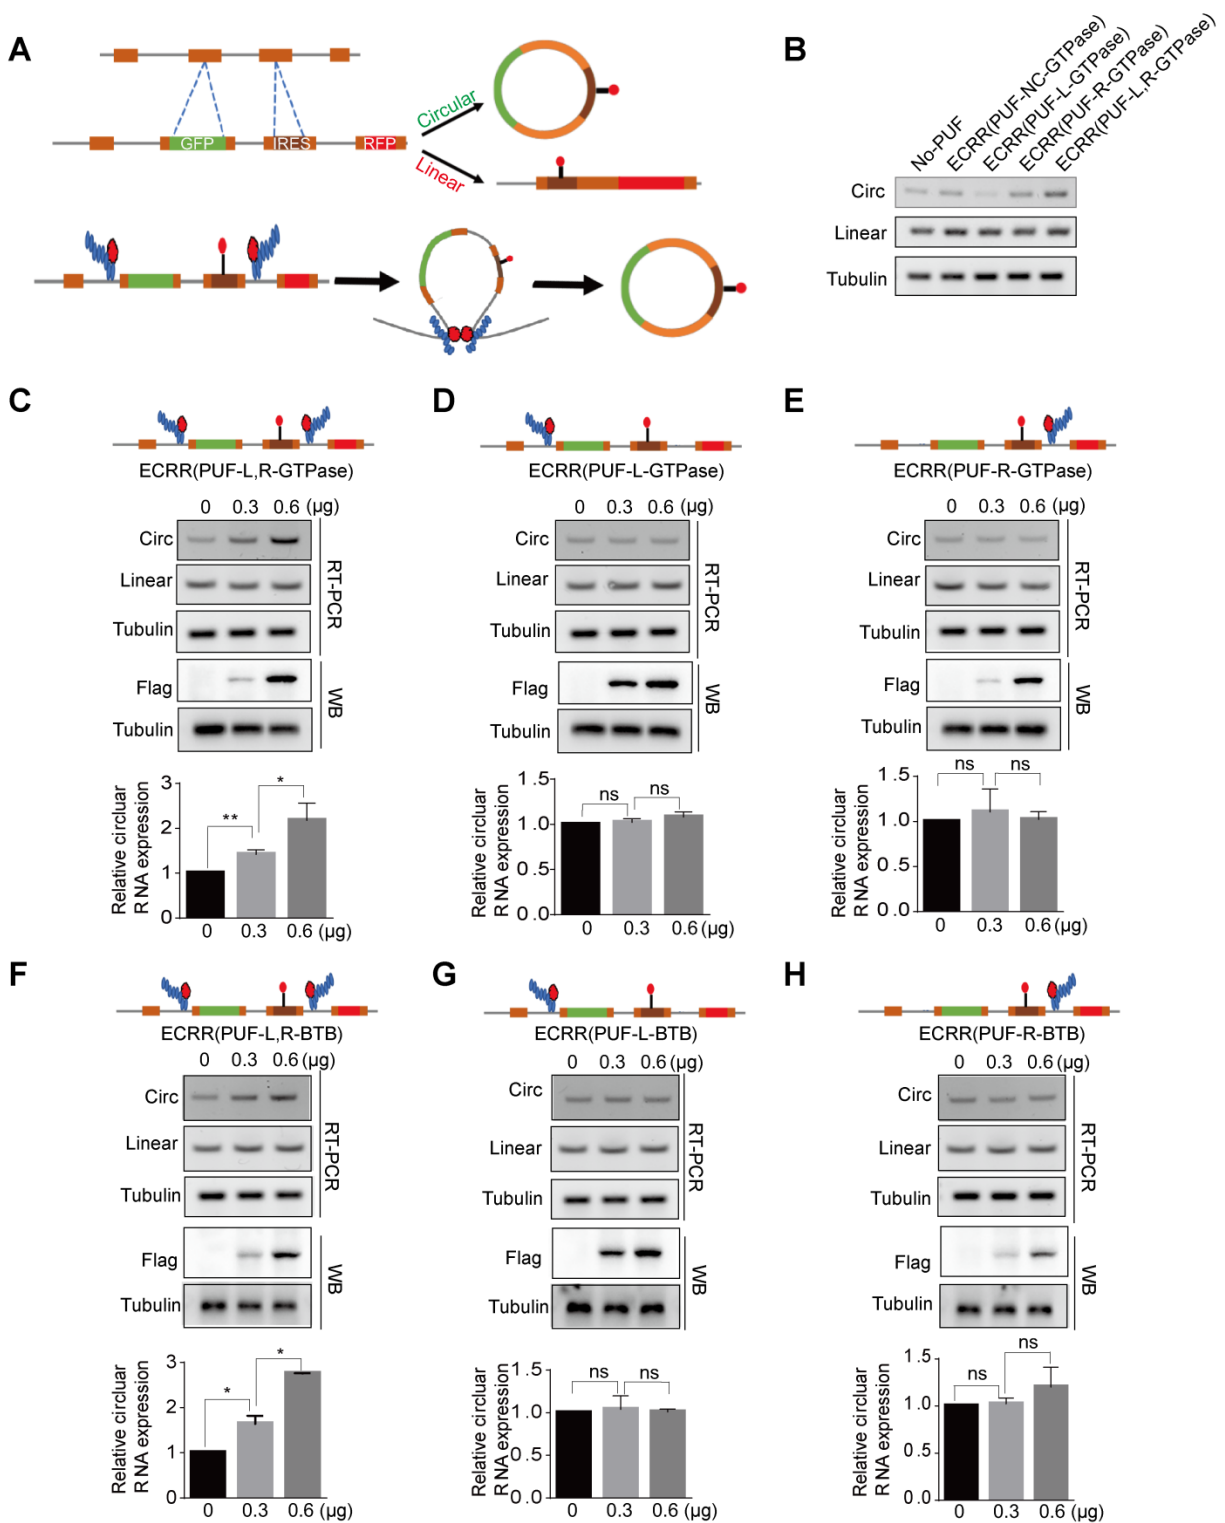 A
GFP
IRES
RFP
Circular
Linear
B
No-PUF
ECRR(PUF-NC-GTPase)
ECRR(PUF-L-GTPase)
ECRR(PUF-R-GTPase)
ECRR(PUF-L,R-GTPase)
Circ
Linear
Tubulin
C
ECRR(PUF-L,R-GTPase)
0 0.3 0.6 (µg)
Circ
Linear
Tubulin
RT-PCR
Flag
Tubulin
WB
Relative circluar
RNA expression
3
2
1
0
**
*
0 0.3 0.6 (µg)
D
ECRR(PUF-L-GTPase)
0 0.3 0.6 (µg)
Circ
Linear
Tubulin
RT-PCR
Flag
Tubulin
WB
Relative circluar
RNA expression
1.5
1.0
0.5
0.0
ns
ns
0 0.3 0.6 (µg)
E
ECRR(PUF-R-GTPase)
0 0.3 0.6 (µg)
Circ
Linear
Tubulin
RT-PCR
Flag
Tubulin
WB
Relative circluar
RNA expression
1.5
1.0
0.5
0.0
ns
ns
0 0.3 0.6 (µg)
F
ECRR(PUF-L,R-BTB)
0 0.3 0.6 (µg)
Circ
Linear
Tubulin
RT-PCR
Flag
Tubulin
WB
Relative circluar
RNA expression
3
2
1
0
*
*
0 0.3 0.6 (µg)
G
ECRR(PUF-L-BTB)
0 0.3 0.6 (µg)
Circ
Linear
Tubulin
RT-PCR
Flag
Tubulin
WB
Relative circluar
RNA expression
1.5
1.0
0.5
0.0
ns
ns
0 0.3 0.6 (µg)
H
ECRR(PUF-R-BTB)
0 0.3 0.6 (µg)
Circ
Linear
Tubulin
RT-PCR
Flag
Tubulin
WB
Relative circluar
RNA expression
1.5
1.0
0.5
0.0
ns
ns
0 0.3 0.6 (µg)